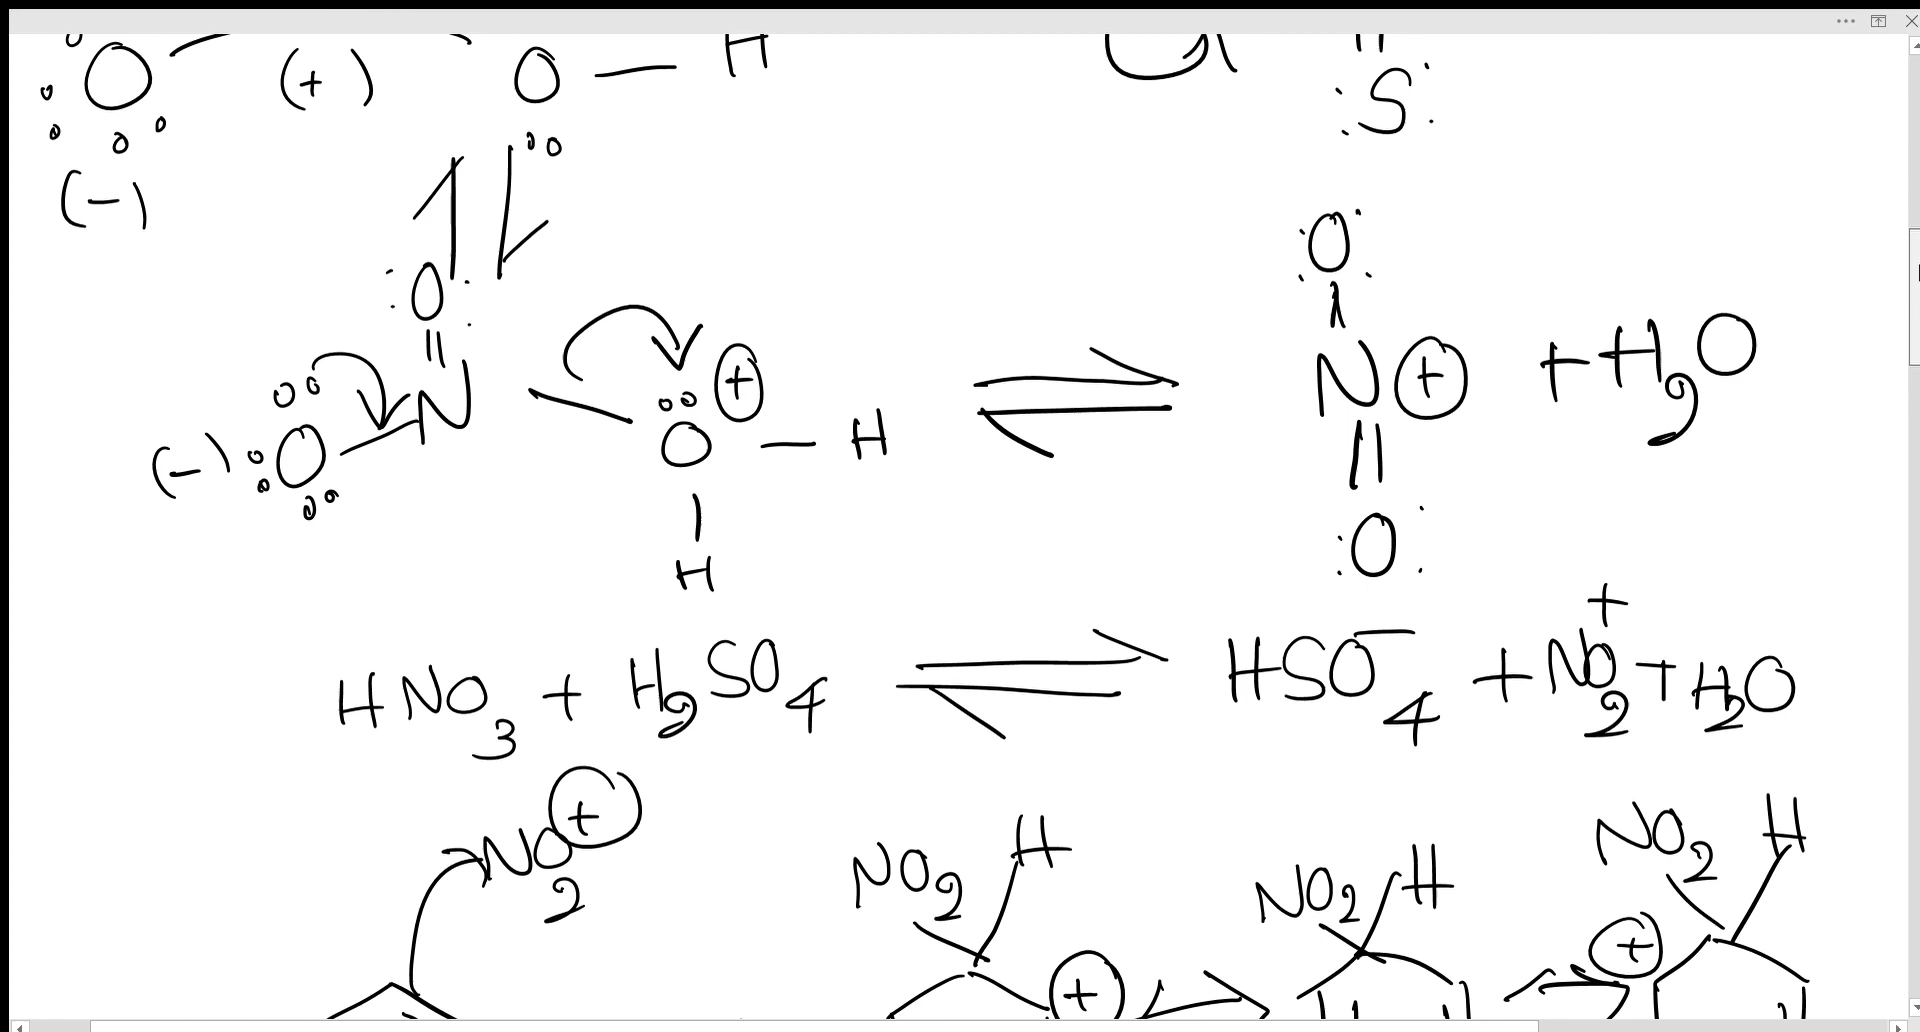 O (+) O — H
(−) :S:
O O
N O ⊕ — H ⇌ N ⊕ + H2O
(−) O
H O
HNO3 + H2SO4 ⇌ HSO4− + NO2+ + H2O
NO2 ⊕ NO2 H NO2 H NO2 H
⊕ ⊕